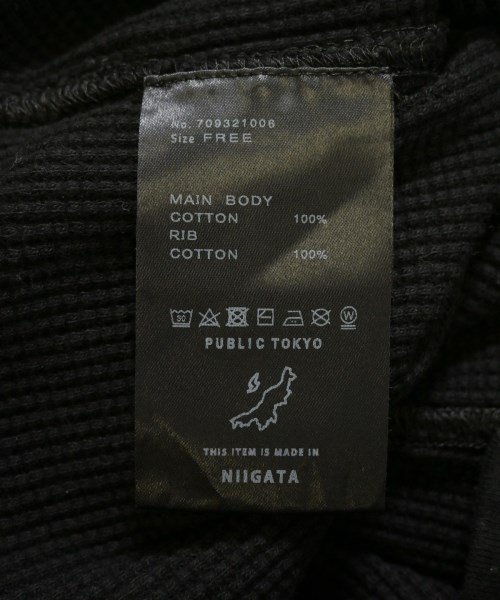 No. 709321006
Size FREE
MAIN BODY
COTTON 100%
RIB
COTTON 100%
30 W
PUBLIC TOKYO
THIS ITEM IS MADE IN
NIIGATA